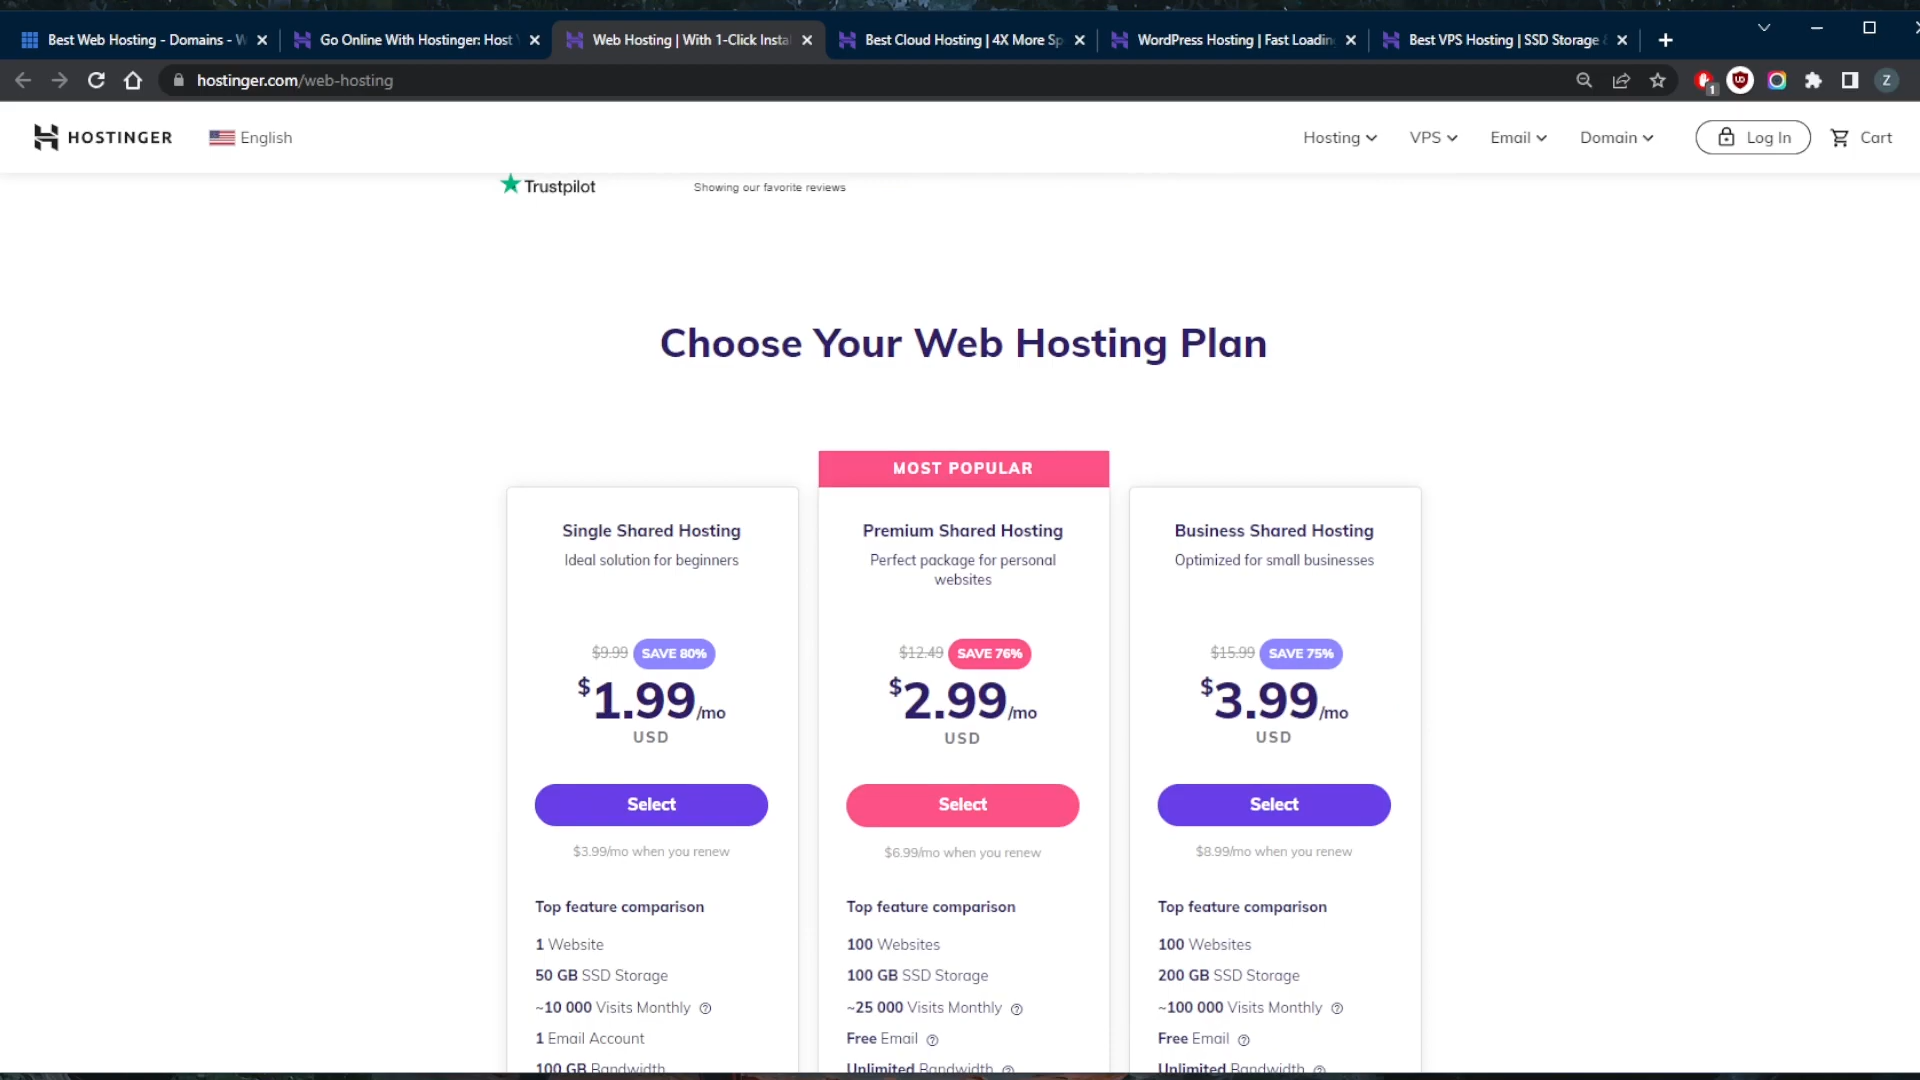 Best Web Hosting - Domains - W
Go Online With Hostinger: Host
Web Hosting | With 1-Click Insta
Best Cloud Hosting | 4X More Sp
WordPress Hosting | Fast Loadin
Best VPS Hosting | SSD Storage
hostinger.com/web-hosting
1
Z
HOSTINGER
English
Hosting
VPS
Email
Domain
Log In
Cart
Trustpilot
Showing our favorite reviews
Choose Your Web Hosting Plan
MOST POPULAR
Single Shared Hosting
Ideal solution for beginners
$9.99 SAVE 80%
$1.99/mo
USD
Select
$3.99/mo when you renew
Top feature comparison
1 Website
50 GB SSD Storage
~10 000 Visits Monthly
1 Email Account
100 GB Bandwidth
Premium Shared Hosting
Perfect package for personal
websites
$12.49 SAVE 76%
$2.99/mo
USD
Select
$6.99/mo when you renew
Top feature comparison
100 Websites
100 GB SSD Storage
~25 000 Visits Monthly
Free Email
Unlimited Bandwidth
Business Shared Hosting
Optimized for small businesses
$15.99 SAVE 75%
$3.99/mo
USD
Select
$8.99/mo when you renew
Top feature comparison
100 Websites
200 GB SSD Storage
~100 000 Visits Monthly
Free Email
Unlimited Bandwidth